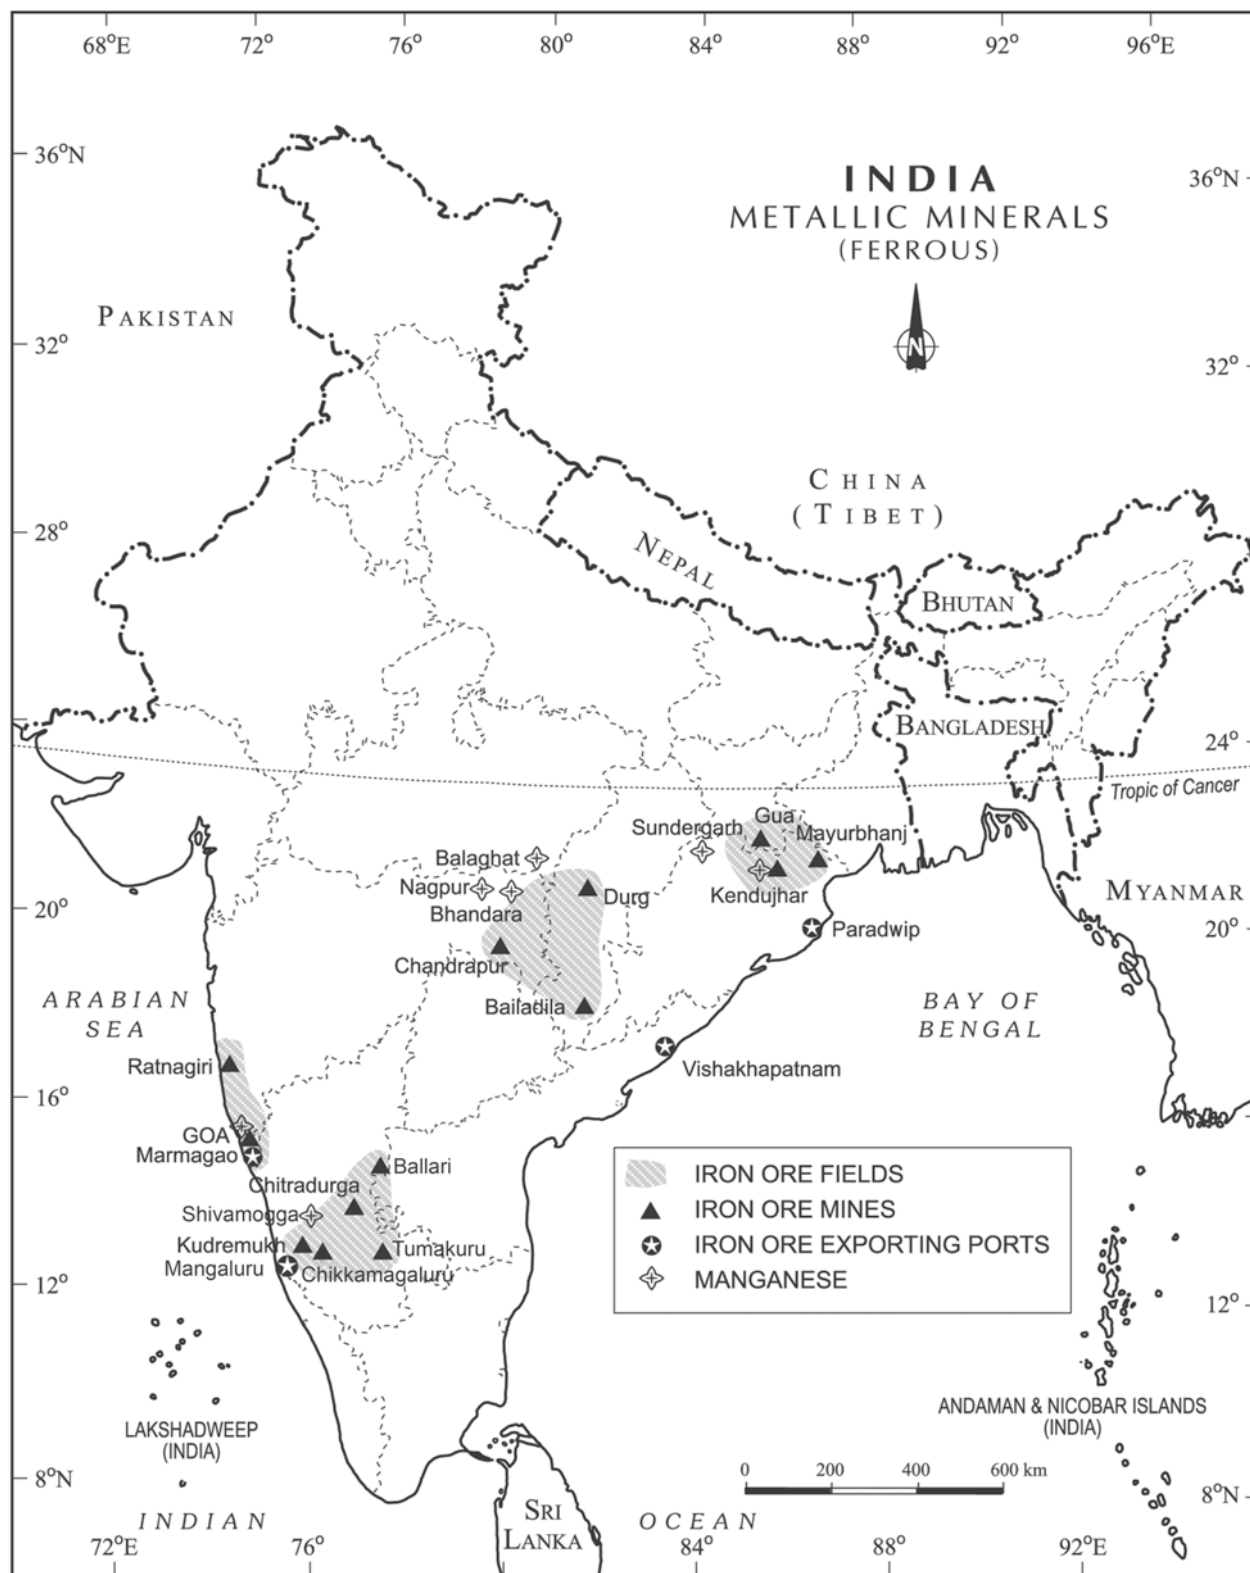 68°E 72° 76° 80° 84° 88° 92° 96°E
36°N
36°N
INDIA
METALLIC MINERALS
(FERROUS)
N
PAKISTAN
32°
32°
CHINA
(TIBET)
28°
NEPAL
BHUTAN
BANGLADESH
24°
Tropic of Cancer
Sundergarh
Gua
Mayurbhanj
Balaghat
Nagpur
Bhandara
Durg
Kendujhar
MYANMAR
20°
20°
Paradwip
Chandrapur
Bailadila
ARABIAN
SEA
BAY OF
BENGAL
Ratnagiri
Vishakhapatnam
16°
GOA
Marmagao
Ballari
Chitradurga
Shivamogga
Kudremukh
Tumakuru
Mangaluru
Chikkamagaluru
IRON ORE FIELDS
IRON ORE MINES
IRON ORE EXPORTING PORTS
MANGANESE
12°
12°
LAKSHADWEEP
(INDIA)
ANDAMAN & NICOBAR ISLANDS
(INDIA)
8°N
0 200 400 600 km
8°N
SRI
LANKA
INDIAN
OCEAN
72°E 76° 84° 88° 92°E